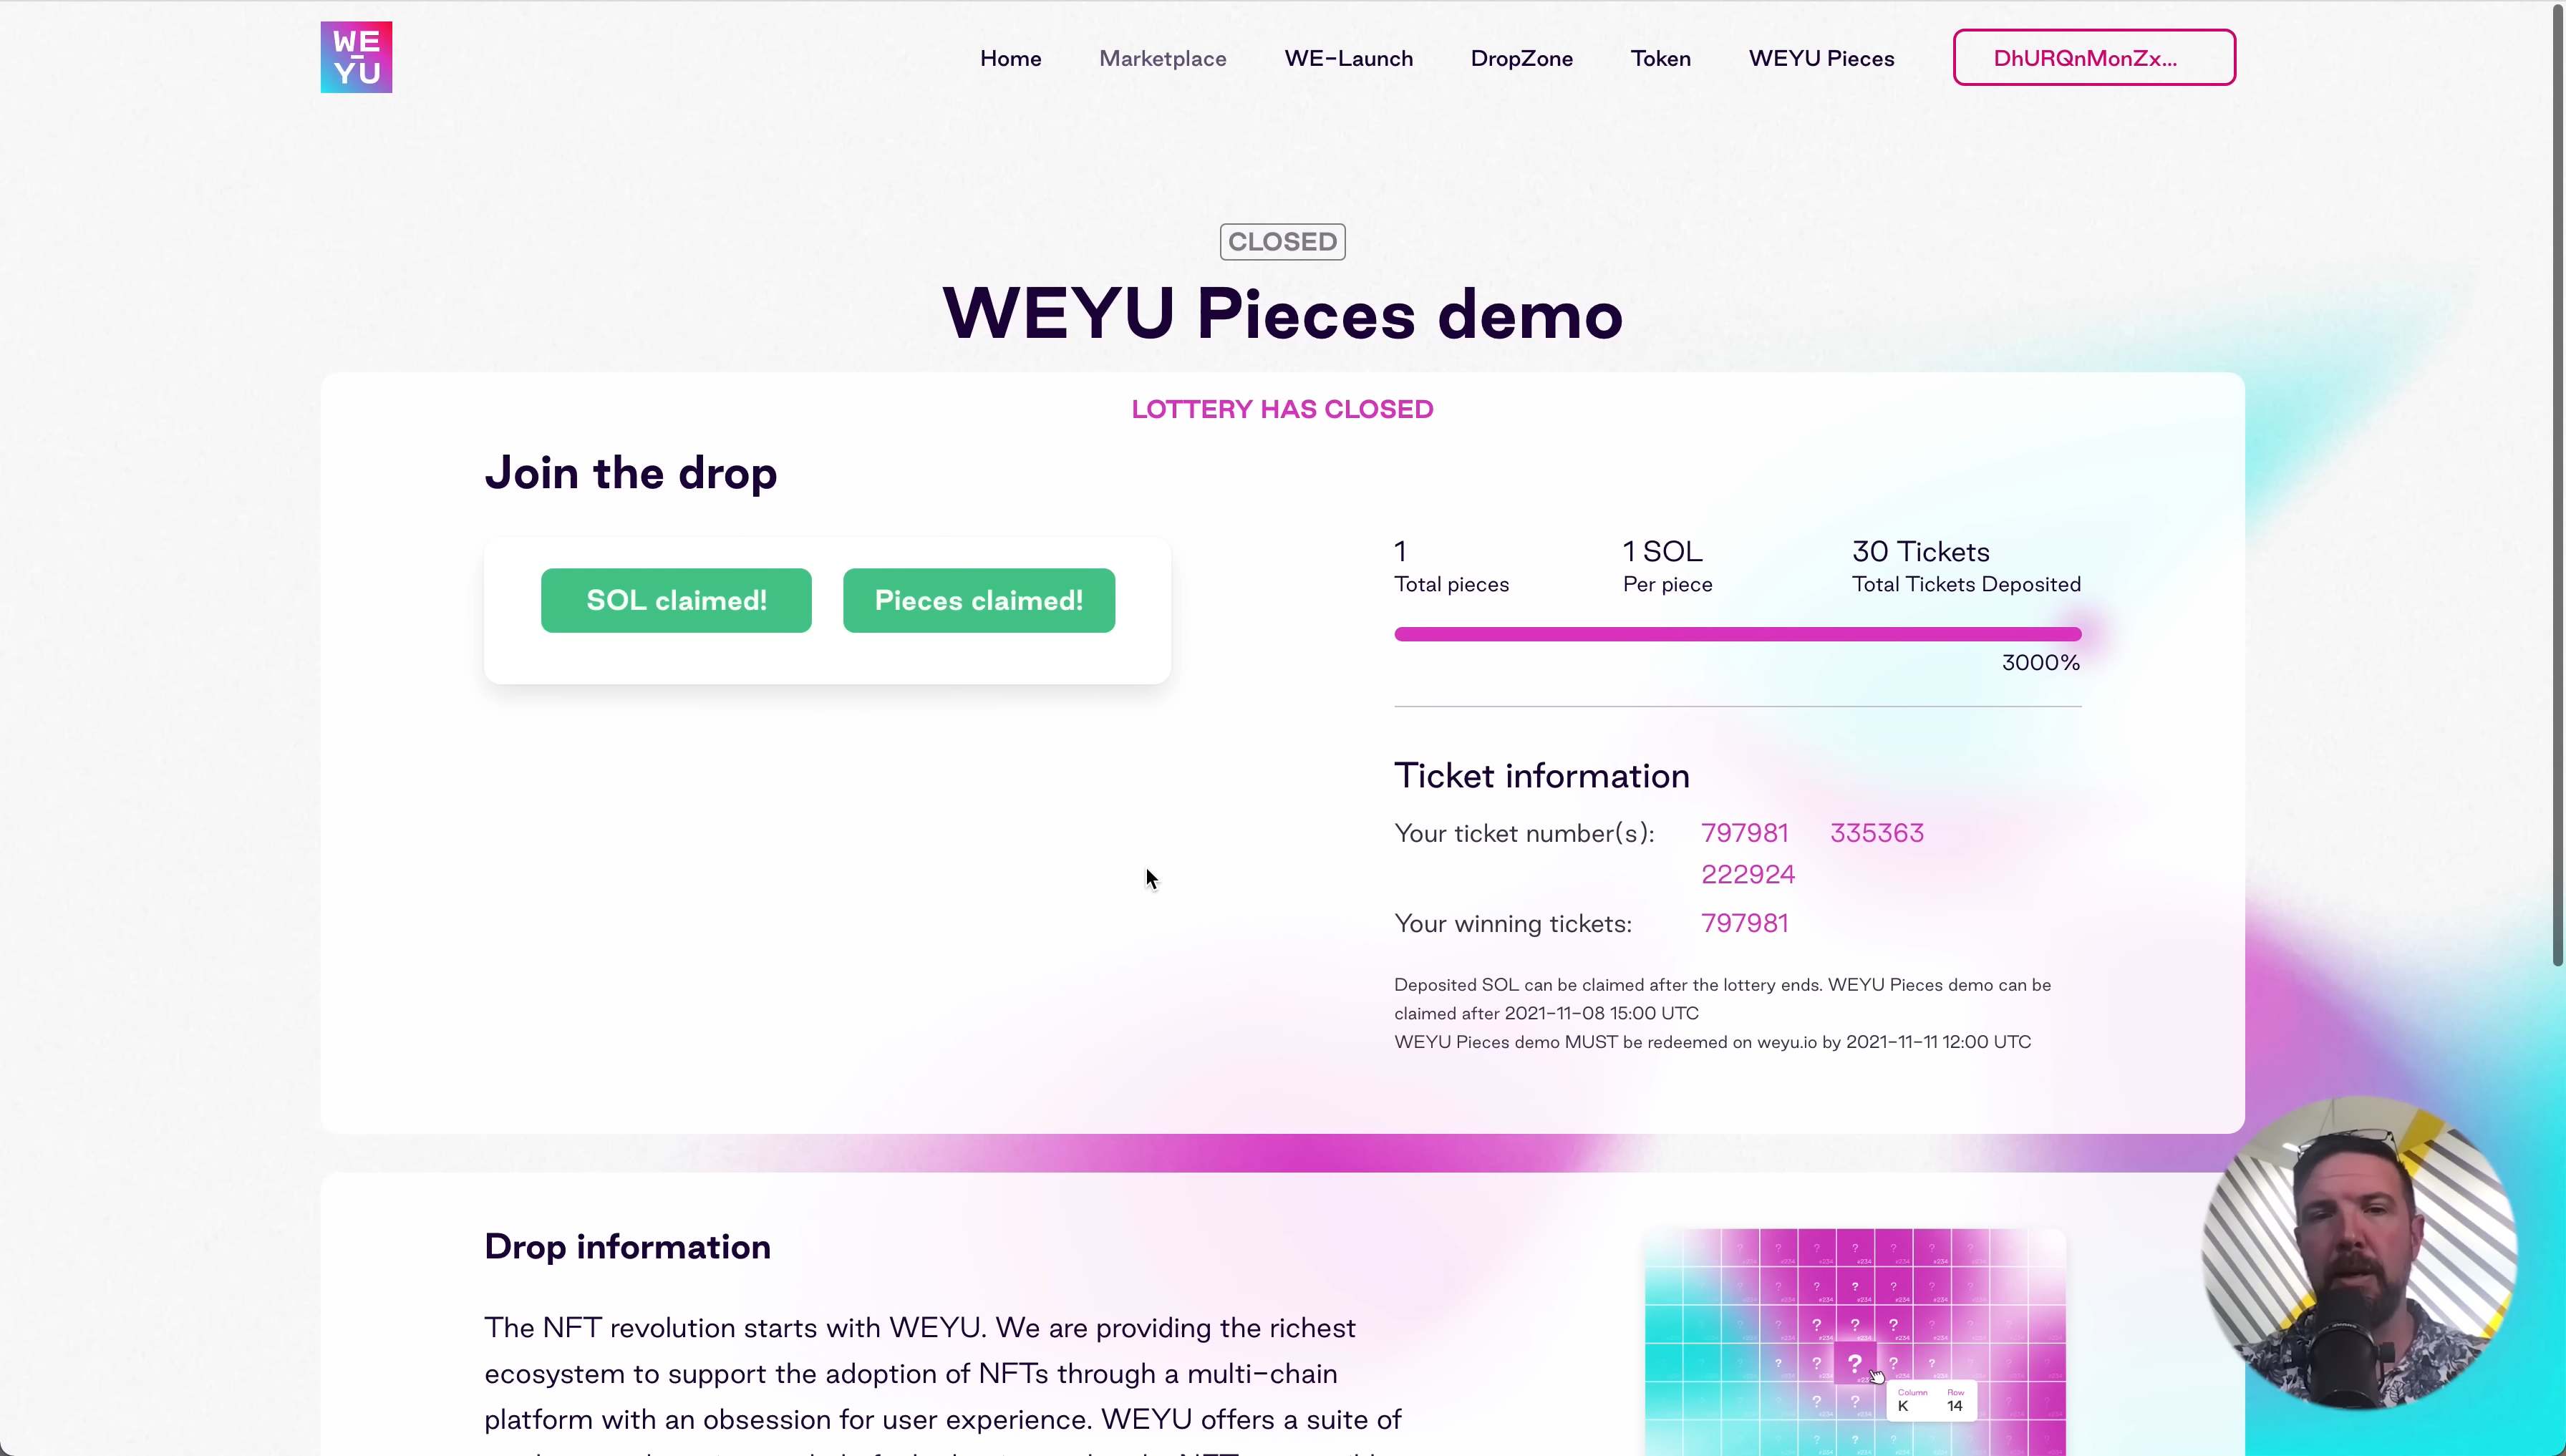 WE
YU
Home
Marketplace
WE-Launch
DropZone
Token
WEYU Pieces
DhURQnMonZx...
CLOSED
WEYU Pieces demo
LOTTERY HAS CLOSED
Join the drop
SOL claimed!
Pieces claimed!
1
Total pieces
1 SOL
Per piece
30 Tickets
Total Tickets Deposited
3000%
Ticket information
Your ticket number(s):
797981 335363
222924
Your winning tickets:
797981
Deposited SOL can be claimed after the lottery ends. WEYU Pieces demo can be
claimed after 2021-11-08 15:00 UTC
WEYU Pieces demo MUST be redeemed on weyu.io by 2021-11-11 12:00 UTC
Drop information
The NFT revolution starts with WEYU. We are providing the richest
ecosystem to support the adoption of NFTs through a multi-chain
platform with an obsession for user experience. WEYU offers a suite of
Column Row
K 14